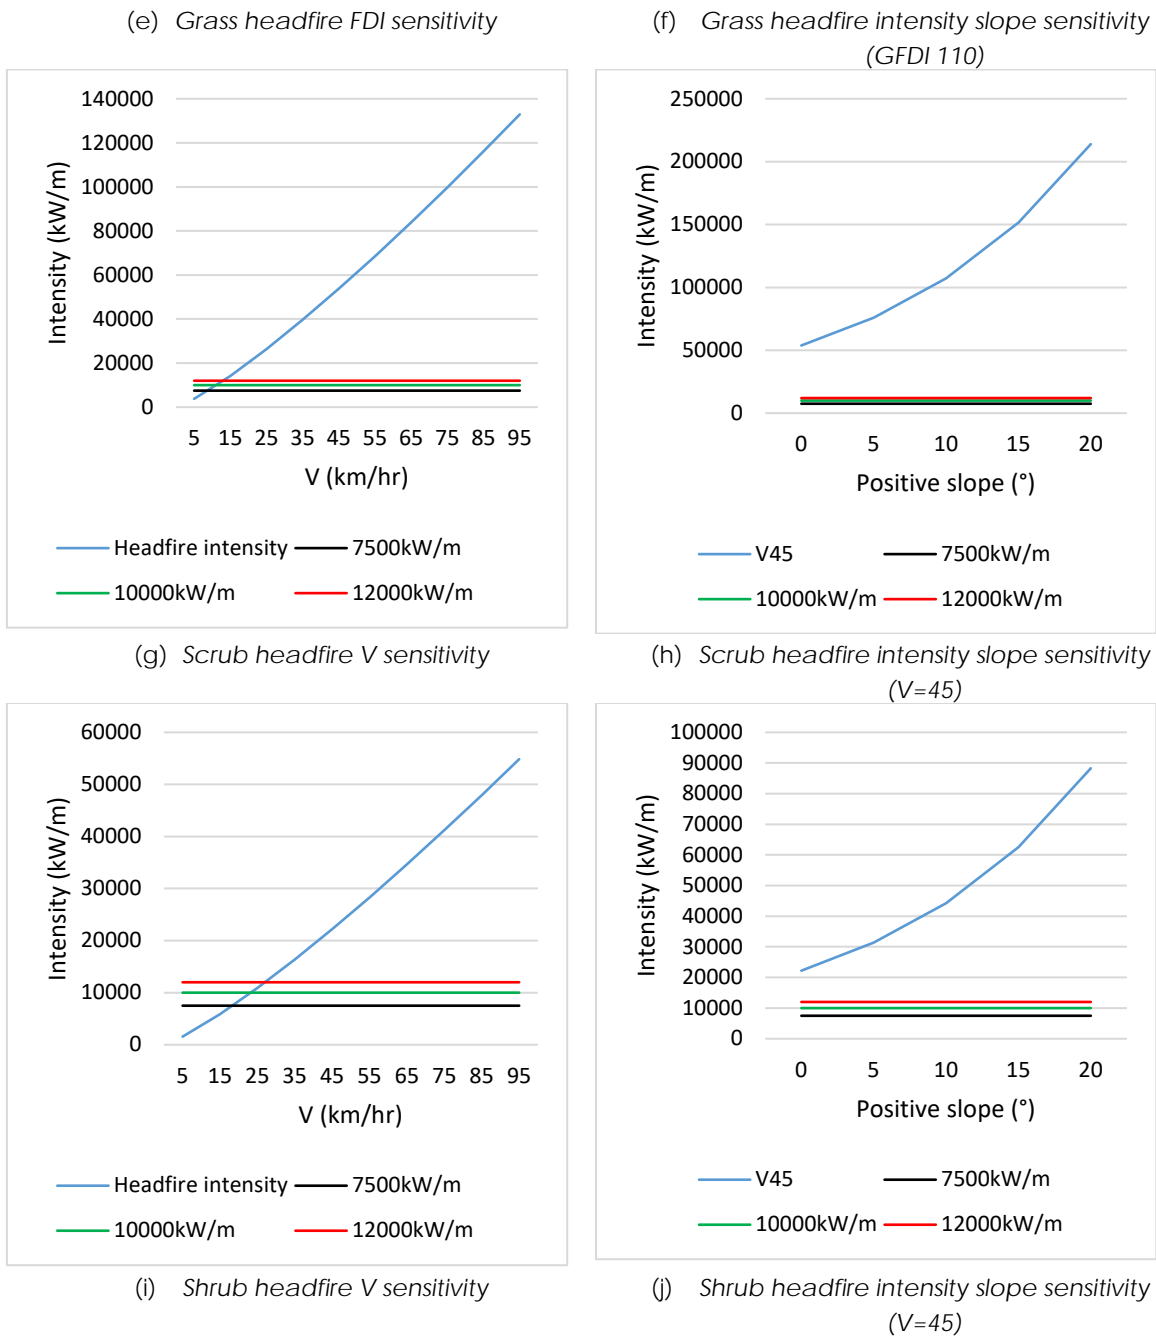 (e) Grass headfire FDI sensitivity
(f) Grass headfire intensity slope sensitivity
(GFDI 110)
140000
120000
100000
80000
60000
40000
20000
0
Intensity (kW/m)
5 15 25 35 45 55 65 75 85 95
V (km/hr)
Headfire intensity
7500kW/m
10000kW/m
12000kW/m
250000
200000
150000
100000
50000
0
Intensity (kW/m)
0 5 10 15 20
Positive slope (°)
V45
7500kW/m
10000kW/m
12000kW/m
(g) Scrub headfire V sensitivity
(h) Scrub headfire intensity slope sensitivity
(V=45)
60000
50000
40000
30000
20000
10000
0
Intensity (kW/m)
5 15 25 35 45 55 65 75 85 95
V (km/hr)
Headfire intensity
7500kW/m
10000kW/m
12000kW/m
100000
90000
80000
70000
60000
50000
40000
30000
20000
10000
0
Intensity (kW/m)
0 5 10 15 20
Positive slope (°)
V45
7500kW/m
10000kW/m
12000kW/m
(i) Shrub headfire V sensitivity
(j) Shrub headfire intensity slope sensitivity
(V=45)